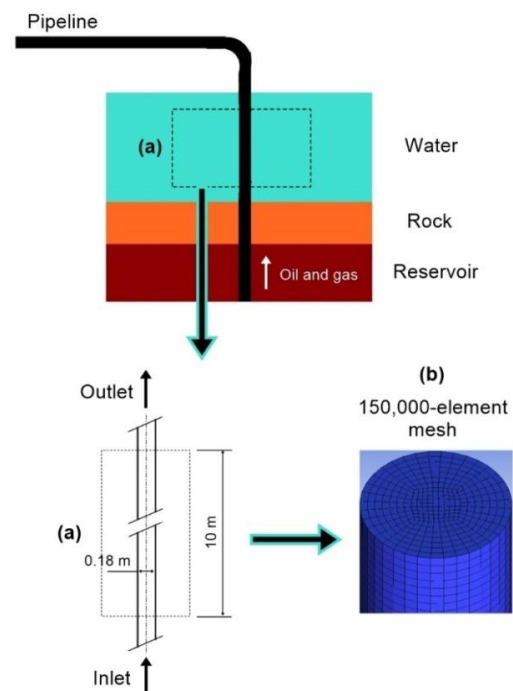 Pipeline
(a)
Water
Rock
Oil and gas
Reservoir
Outlet
(a)
0.18 m
10 m
Inlet
(b)
150,000-element
mesh